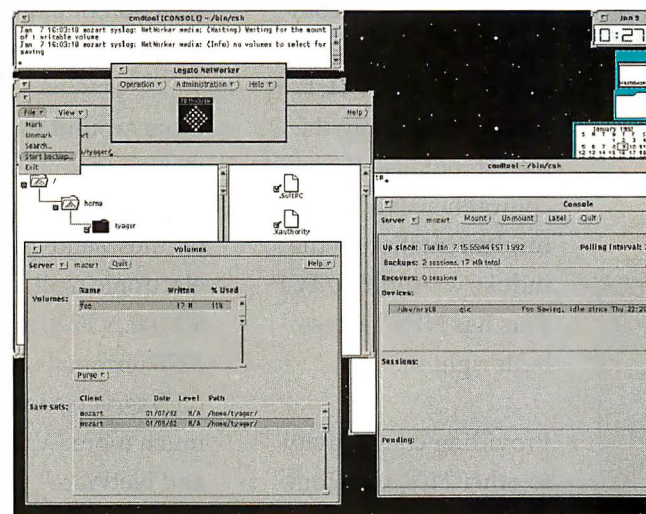 cmdtool (CONSOLE) - /bin/csh
Jan 7 16:03:10 mozart syslog: NetWorker media: (Waiting) Waiting for the mount
of 1 writable volume
Jan 7 16:03:10 mozart syslog: NetWorker media: (Info) no volumes to select for
saving
Jan 9
0:27
Legato NetWorker
Operation
Administration
Help
File
View
Help
Mark
Unmark
Search...
Start backup...
Exit
/
home
tyager
.SoftPC
.Xauthority
January 1992
cmdtool - /bin/csh
Volumes
Server mozart Quit Help
Volumes:
Name Written % Used
foo 17 M 11%
Purge
Save sets:
Client Date Level Path
mozart 01/07/92 N/A /home/tyager/
mozart 01/09/92 N/A /home/tyager/
Console
Server mozart Mount Unmount Label Quit
Up since: Tue Jan 7 15:55:44 EST 1992 Polling Interval:
Backups: 2 sessions, 17 MB total
Recovers: 0 sessions
Devices:
/dev/nrst8 qic foo Saving, idle since Thu 22:2
Sessions:
Pending: